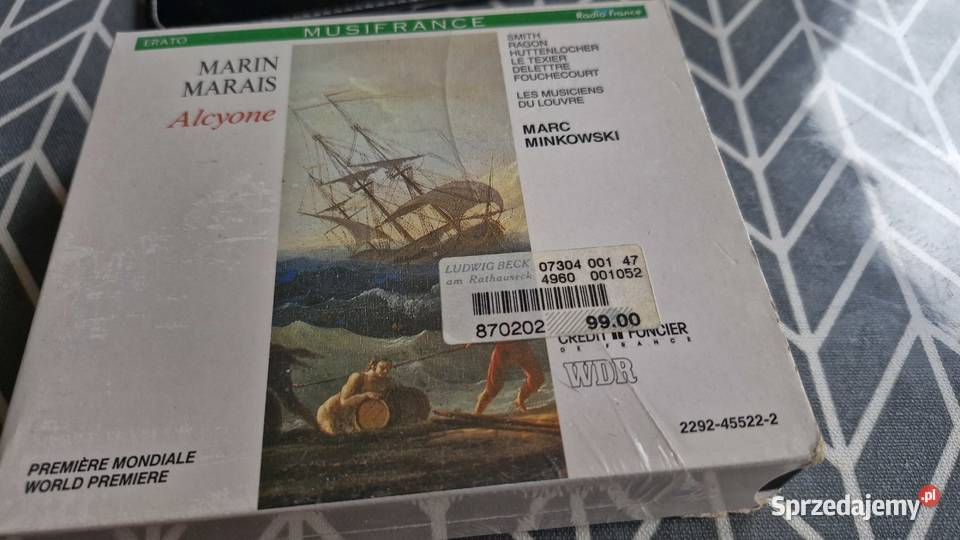 ERATO
MUSIFRANCE
Radio France
MARIN
MARAIS
Alcyone
SMITH
RAGON
HUTTENLOCHER
LE TEXIER
DELETTRE
FOUCHECOURT
LES MUSICIENS
DU LOUVRE
MARC
MINKOWSKI
LUDWIG BECK
am Rathauseck
07304 001 47
4960 001052
870202
99.00
CREDIT FONCIER
DE FRANCE
WDR
2292-45522-2
PREMIÈRE MONDIALE
WORLD PREMIERE
Sprzedajemy.pl